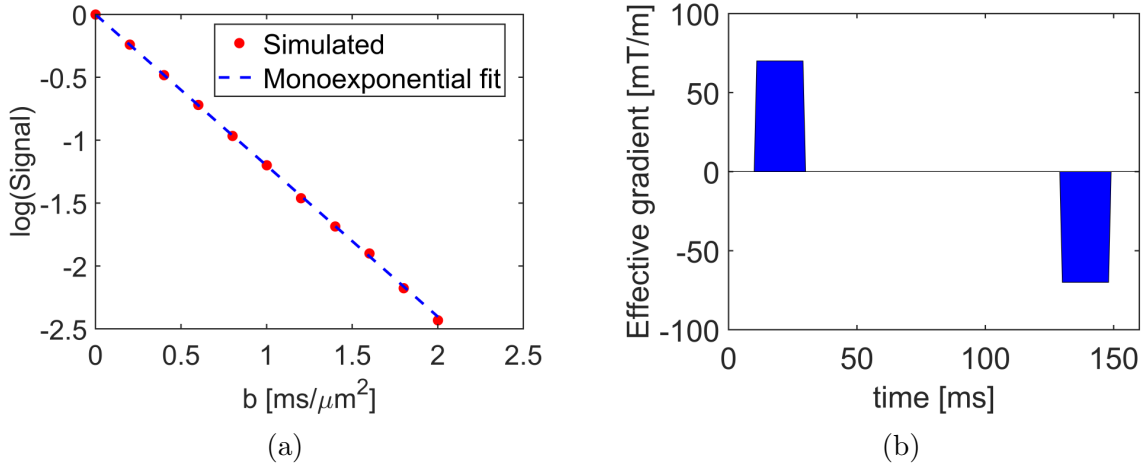 0
-0.5
-1
-1.5
-2
-2.5
log(Signal)
Simulated
Monoexponential fit
0 0.5 1 1.5 2 2.5
b [ms/μm²]
(a)
100
50
0
-50
-100
Effective gradient [mT/m]
0 50 100 150
time [ms]
(b)